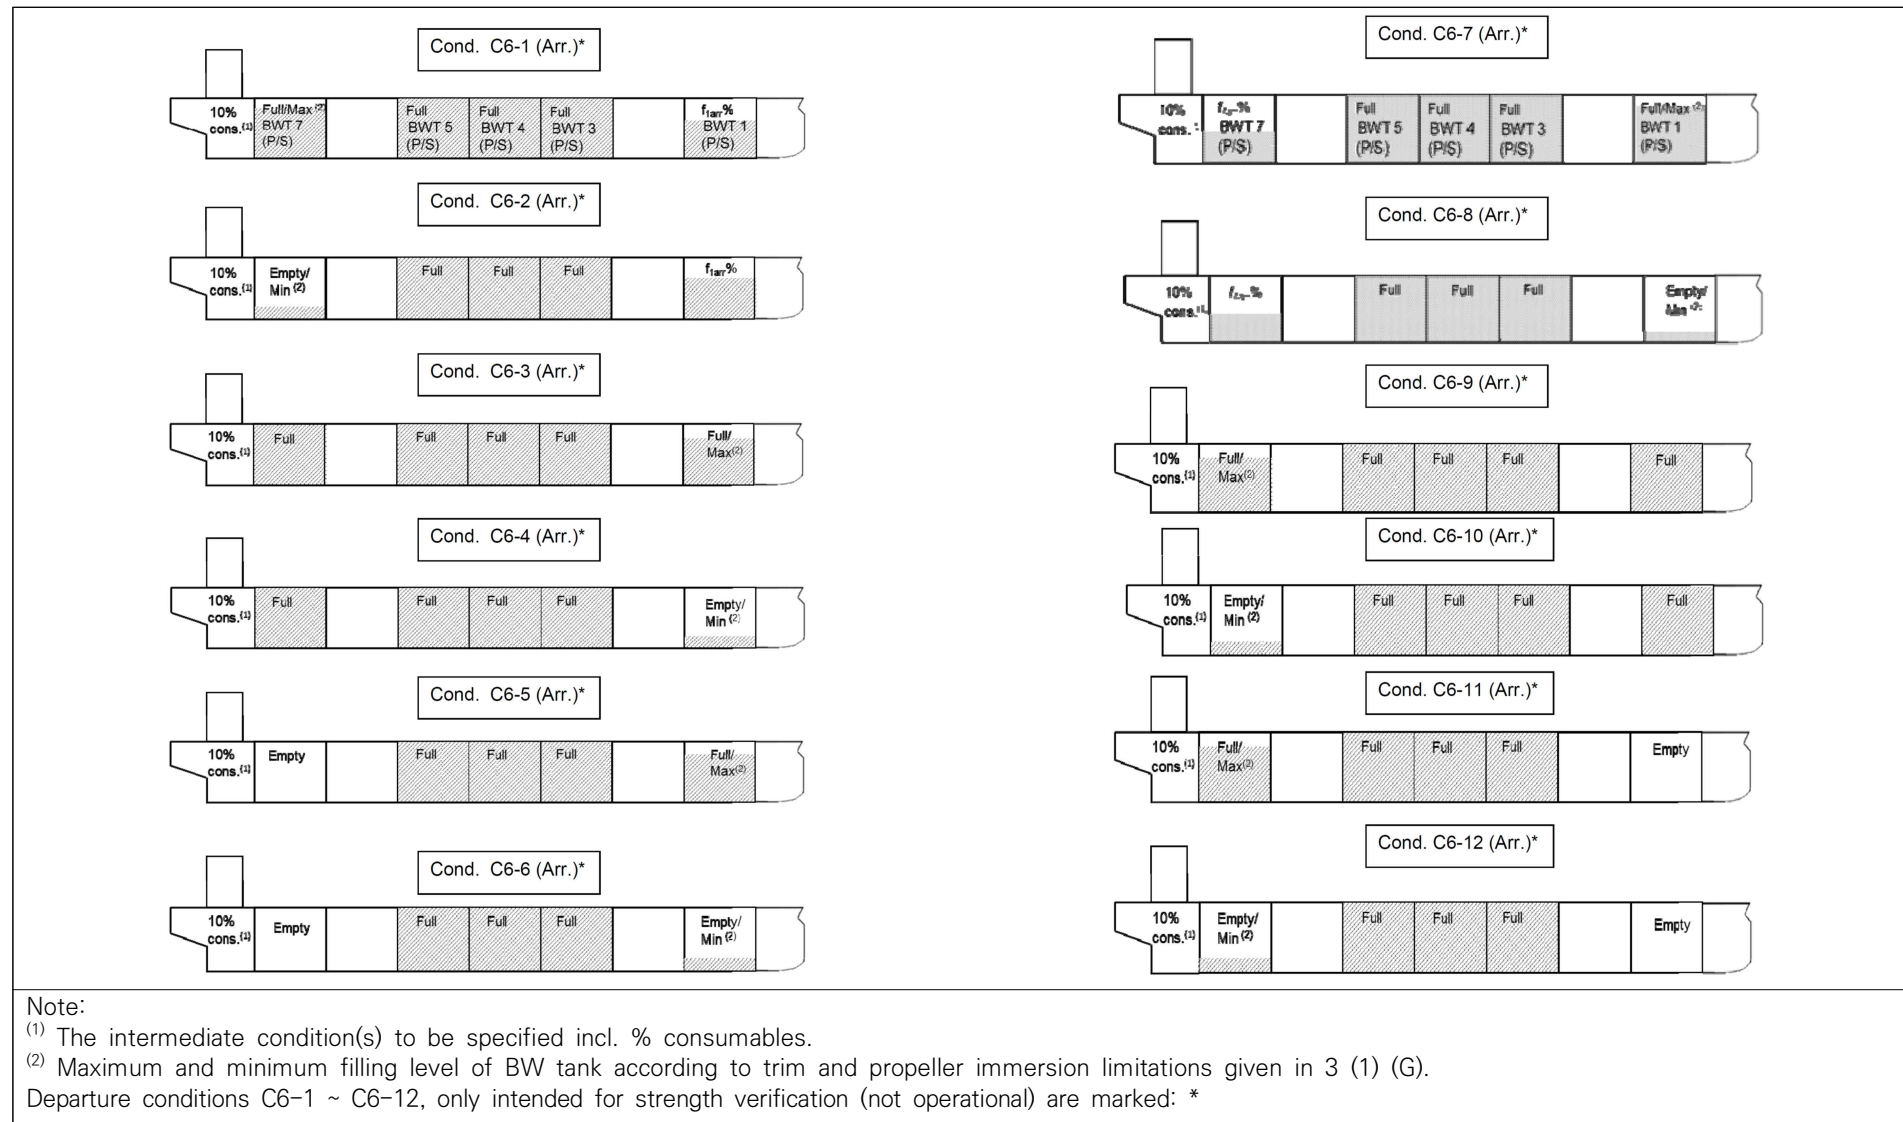 Cond. C6-1 (Arr.)*
10%
cons.(1)
Full/Max (2)
BWT 7
(P/S)
Full
BWT 5
(P/S)
Full
BWT 4
(P/S)
Full
BWT 3
(P/S)
f1arr%
BWT 1
(P/S)
Cond. C6-2 (Arr.)*
10%
cons.(1)
Empty/
Min (2)
Full
Full
Full
f1arr%
Cond. C6-3 (Arr.)*
10%
cons.(1)
Full
Full
Full
Full
Full/
Max(2)
Cond. C6-4 (Arr.)*
10%
cons.(1)
Full
Full
Full
Full
Empty/
Min (2)
Cond. C6-5 (Arr.)*
10%
cons.(1)
Empty
Full
Full
Full
Full/
Max(2)
Cond. C6-6 (Arr.)*
10%
cons.(1)
Empty
Full
Full
Full
Empty/
Min (2)
Cond. C6-7 (Arr.)*
10%
cons.
BWT 7
(P/S)
Full
BWT 5
(P/S)
Full
BWT 4
(P/S)
Full
BWT 3
(P/S)
Full/Max (2)
BWT 1
(P/S)
Cond. C6-8 (Arr.)*
10%
cons.
Full
Full
Full
Empty/
Min (2)
Cond. C6-9 (Arr.)*
10%
cons.(1)
Full/
Max(2)
Full
Full
Full
Full
Cond. C6-10 (Arr.)*
10%
cons.(1)
Empty/
Min (2)
Full
Full
Full
Full
Cond. C6-11 (Arr.)*
10%
cons.(1)
Full/
Max(2)
Full
Full
Full
Empty
Cond. C6-12 (Arr.)*
10%
cons.(1)
Empty/
Min (2)
Full
Full
Full
Empty
Note:
(1) The intermediate condition(s) to be specified incl. % consumables.
(2) Maximum and minimum filling level of BW tank according to trim and propeller immersion limitations given in 3 (1) (G).
Departure conditions C6-1 ~ C6-12, only intended for strength verification (not operational) are marked: *